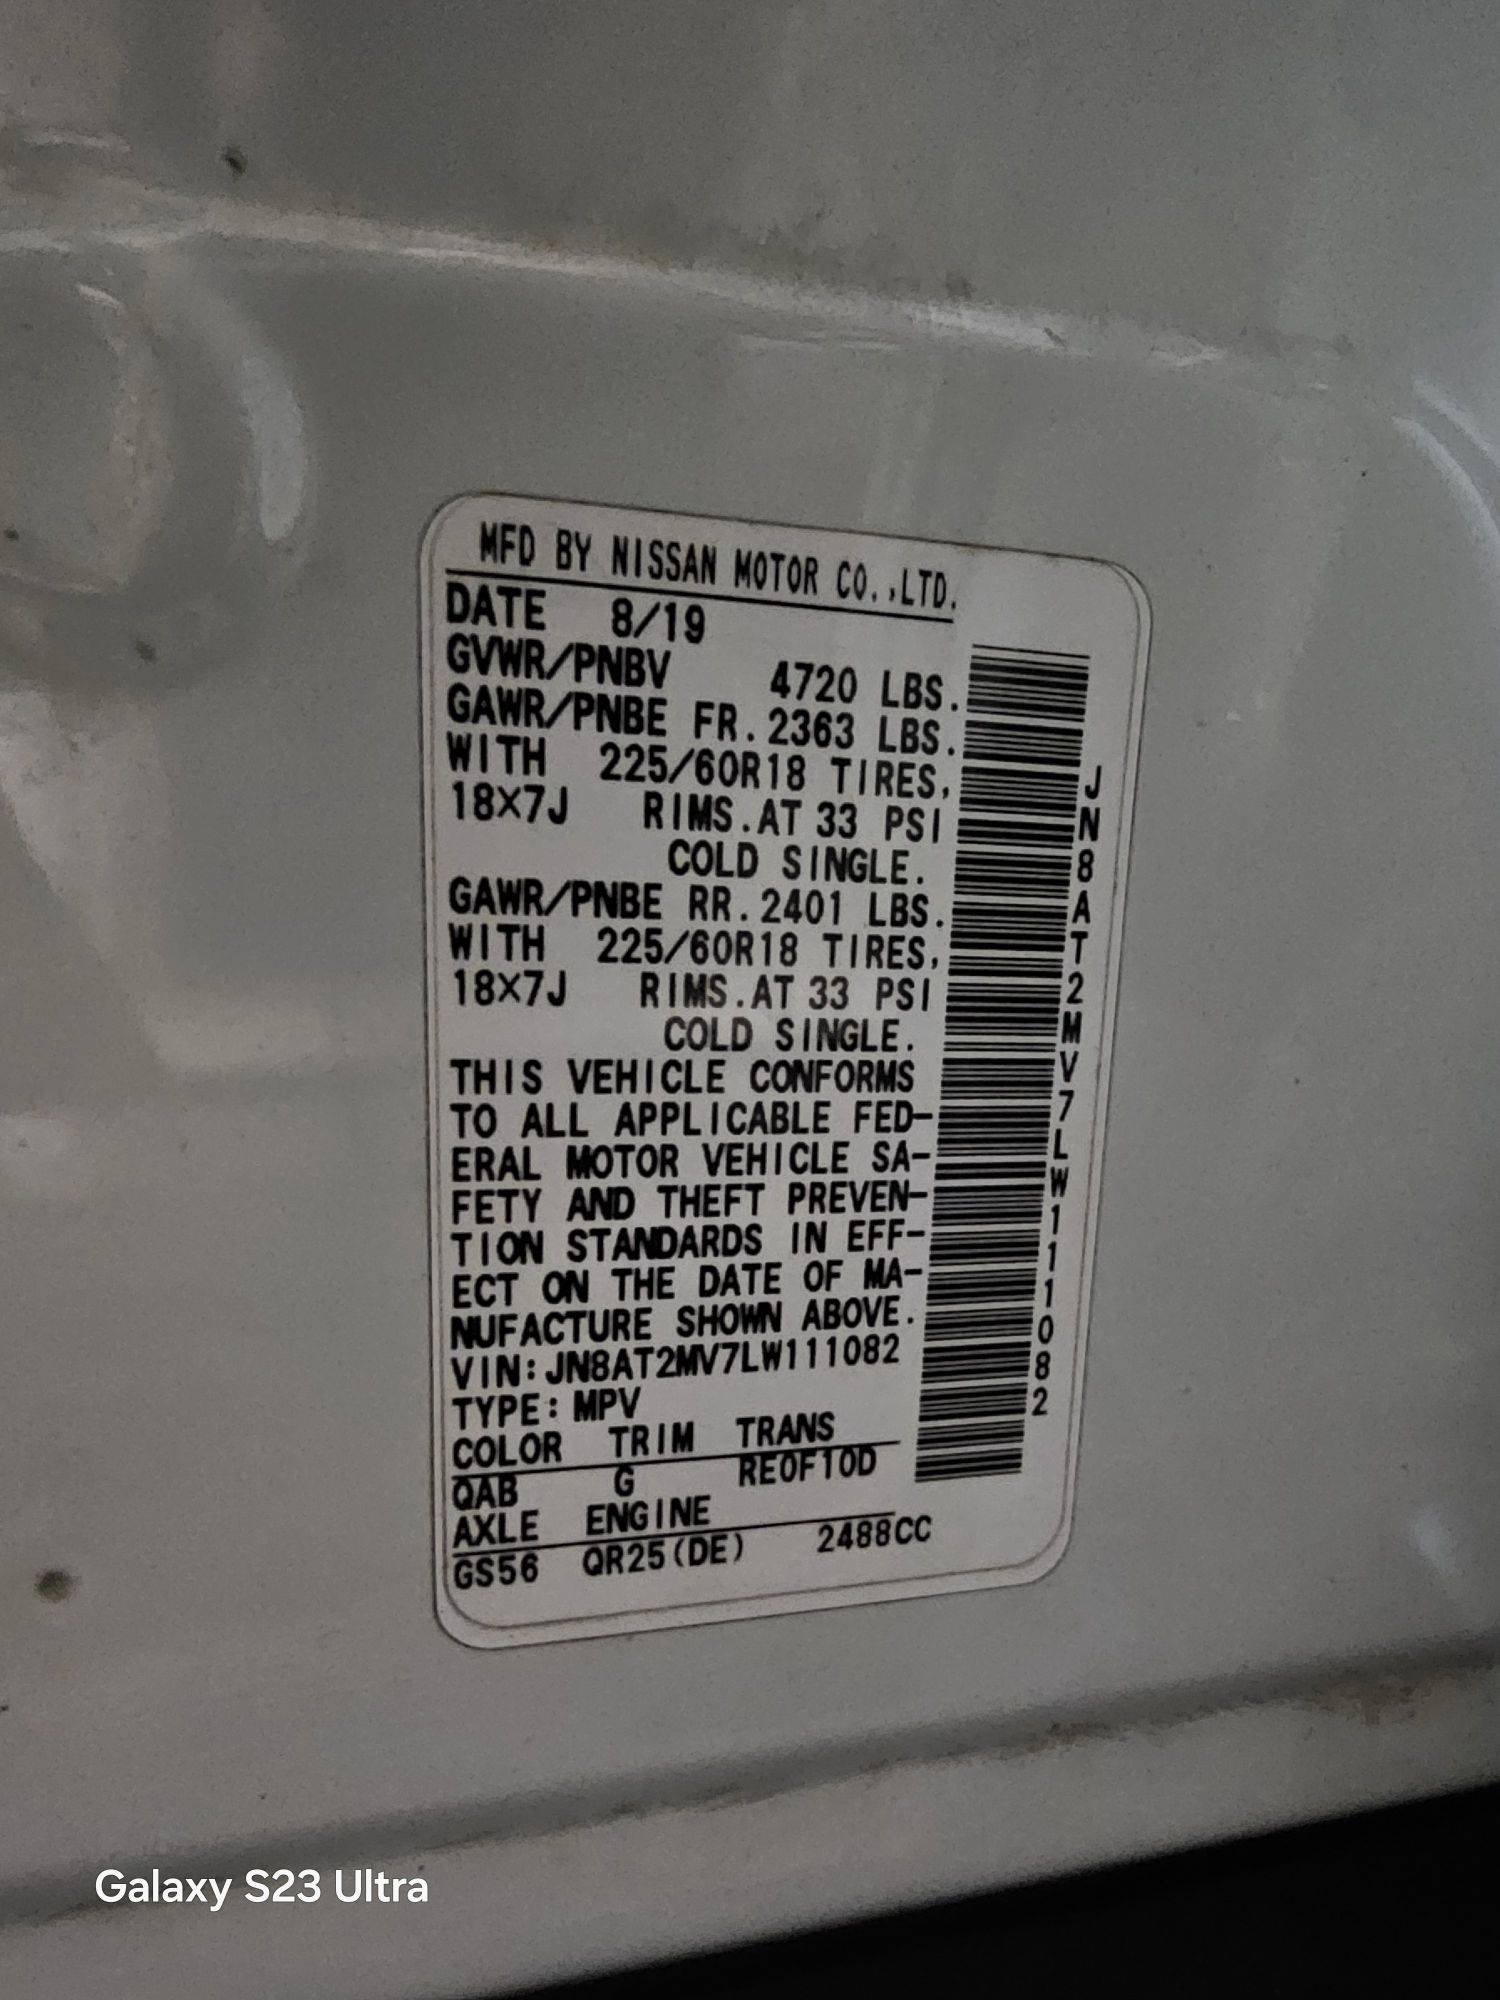 MFD BY NISSAN MOTOR CO.,LTD.
DATE 8/19
GVWR/PNBV 4720 LBS.
GAWR/PNBE FR. 2363 LBS.
WITH 225/60R18 TIRES,
18X7J RIMS.AT 33 PSI
COLD SINGLE.
GAWR/PNBE RR. 2401 LBS.
WITH 225/60R18 TIRES,
18X7J RIMS.AT 33 PSI
COLD SINGLE.
THIS VEHICLE CONFORMS
TO ALL APPLICABLE FED-
ERAL MOTOR VEHICLE SA-
FETY AND THEFT PREVEN-
TION STANDARDS IN EFF-
ECT ON THE DATE OF MA-
NUFACTURE SHOWN ABOVE.
VIN:JN8AT2MV7LW111082
TYPE:MPV
COLOR TRIM TRANS
QAB G RE0F10D
AXLE ENGINE
GS56 QR25(DE) 2488CC
JN8AT2MV7LW111082
Galaxy S23 Ultra